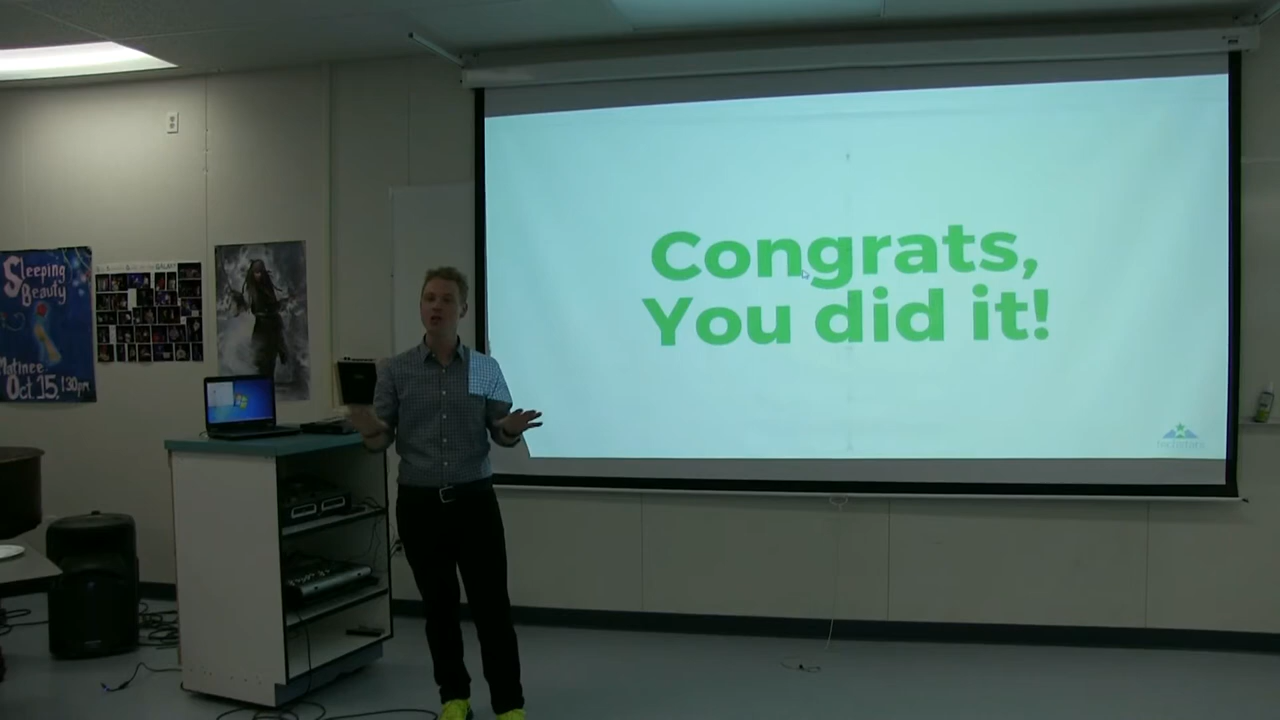 Congrats,
You did it!
Sleeping
Beauty
Matinee
Oct 15, 1:30pm